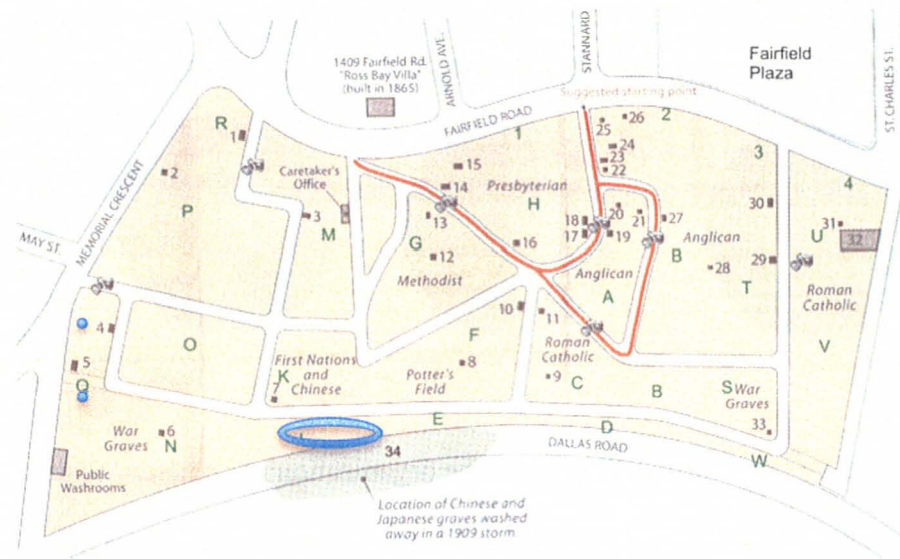 Fairfield
Plaza
ST. CHARLES ST.
STANNARD
ARNOLD AVE.
1409 Fairfield Rd.
"Ross Bay Villa"
(built in 1865)
Suggested starting point
FAIRFIELD ROAD
MEMORIAL CRESCENT
MAY ST.
R
1
2
P
Caretaker's
Office
3
M
1
15
14
Presbyterian
H
13
G
12
Methodist
16
18
17
19
20
21
22
23
24
25
26
2
27
3
4
30
31
32
U
29
28
Anglican
B
T
Anglican
A
Roman
Catholic
V
4
5
Q
O
First Nations
and
Chinese
K
7
F
8
Potter's
Field
10
11
Roman
Catholic
9
C
B
S
War
Graves
33
6
War
Graves
N
E
D
W
L
34
DALLAS ROAD
Public
Washrooms
Location of Chinese and
Japanese graves washed
away in a 1909 storm